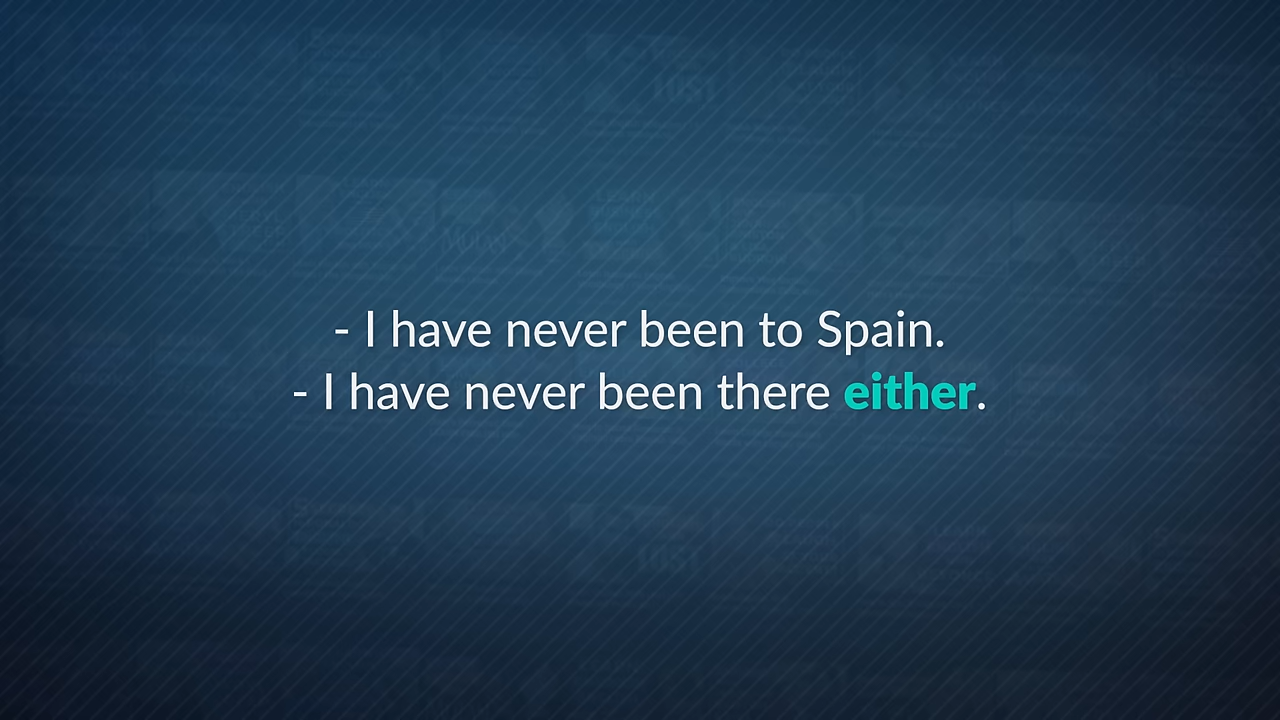 - I have never been to Spain.
- I have never been there either.